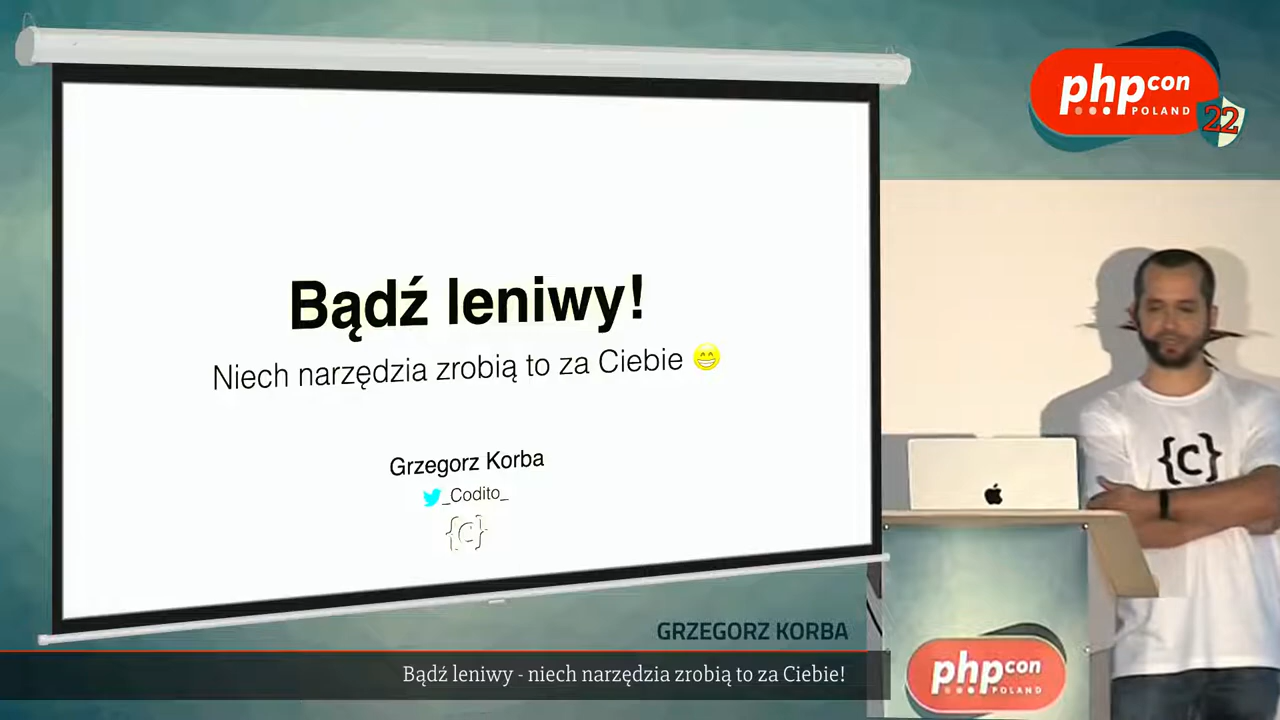 Bądź leniwy!
Niech narzędzia zrobią to za Ciebie 😁
Grzegorz Korba
_Codito_
{c}
php con
POLAND
22
{c}
GRZEGORZ KORBA
Bądź leniwy - niech narzędzia zrobią to za Ciebie!
php con
POLAND